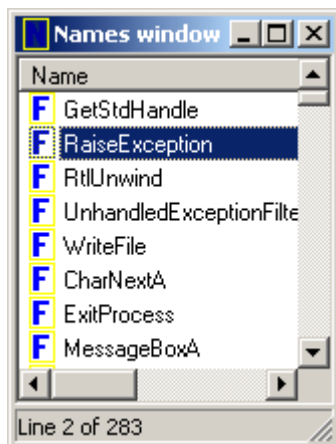 N Names window
Name
F GetStdHandle
F RaiseException
F RtlUnwind
F UnhandledExceptionFilte
F WriteFile
F CharNextA
F ExitProcess
F MessageBoxA
Line 2 of 283